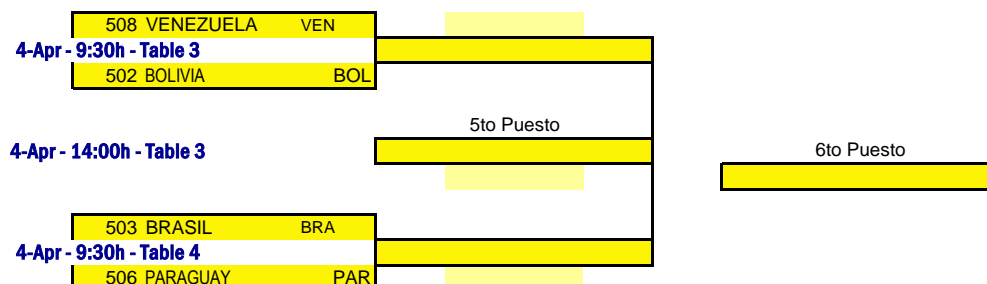 508 VENEZUELA VEN
4-Apr - 9:30h - Table 3
502 BOLIVIA BOL
5to Puesto
4-Apr - 14:00h - Table 3
6to Puesto
503 BRASIL BRA
4-Apr - 9:30h - Table 4
506 PARAGUAY PAR